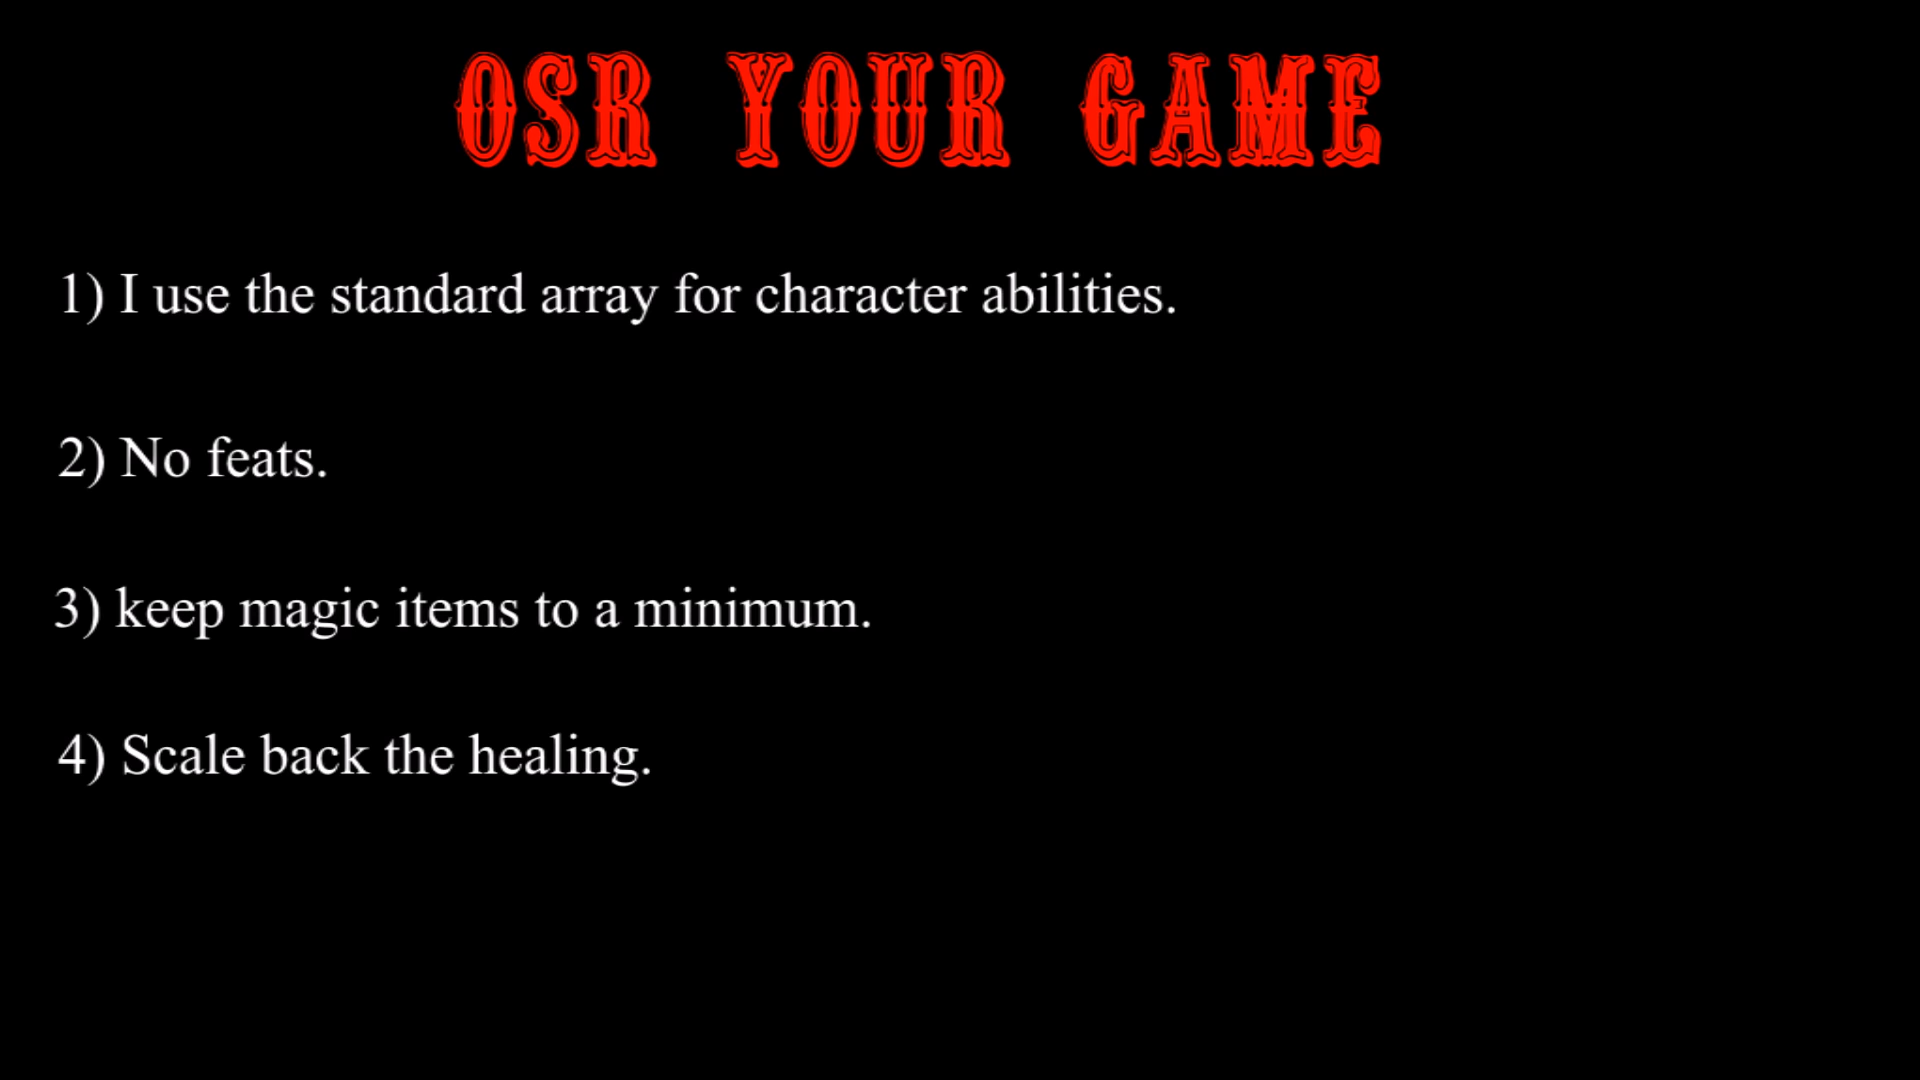 OSR YOUR GAME
1) I use the standard array for character abilities.
2) No feats.
3) keep magic items to a minimum.
4) Scale back the healing.